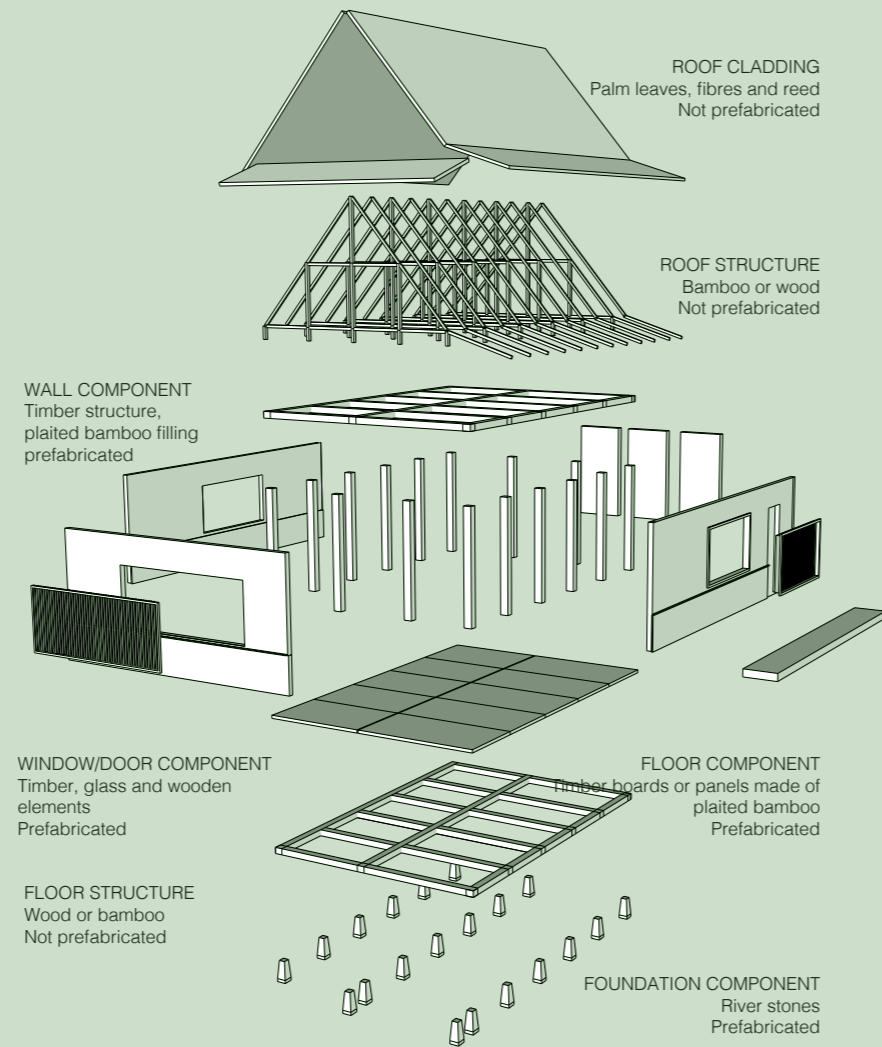 ROOF CLADDING
Palm leaves, fibres and reed
Not prefabricated
ROOF STRUCTURE
Bamboo or wood
Not prefabricated
WALL COMPONENT
Timber structure,
plaited bamboo filling
prefabricated
WINDOW/DOOR COMPONENT
Timber, glass and wooden
elements
Prefabricated
FLOOR COMPONENT
Timber boards or panels made of
plaited bamboo
Prefabricated
FLOOR STRUCTURE
Wood or bamboo
Not prefabricated
FOUNDATION COMPONENT
River stones
Prefabricated